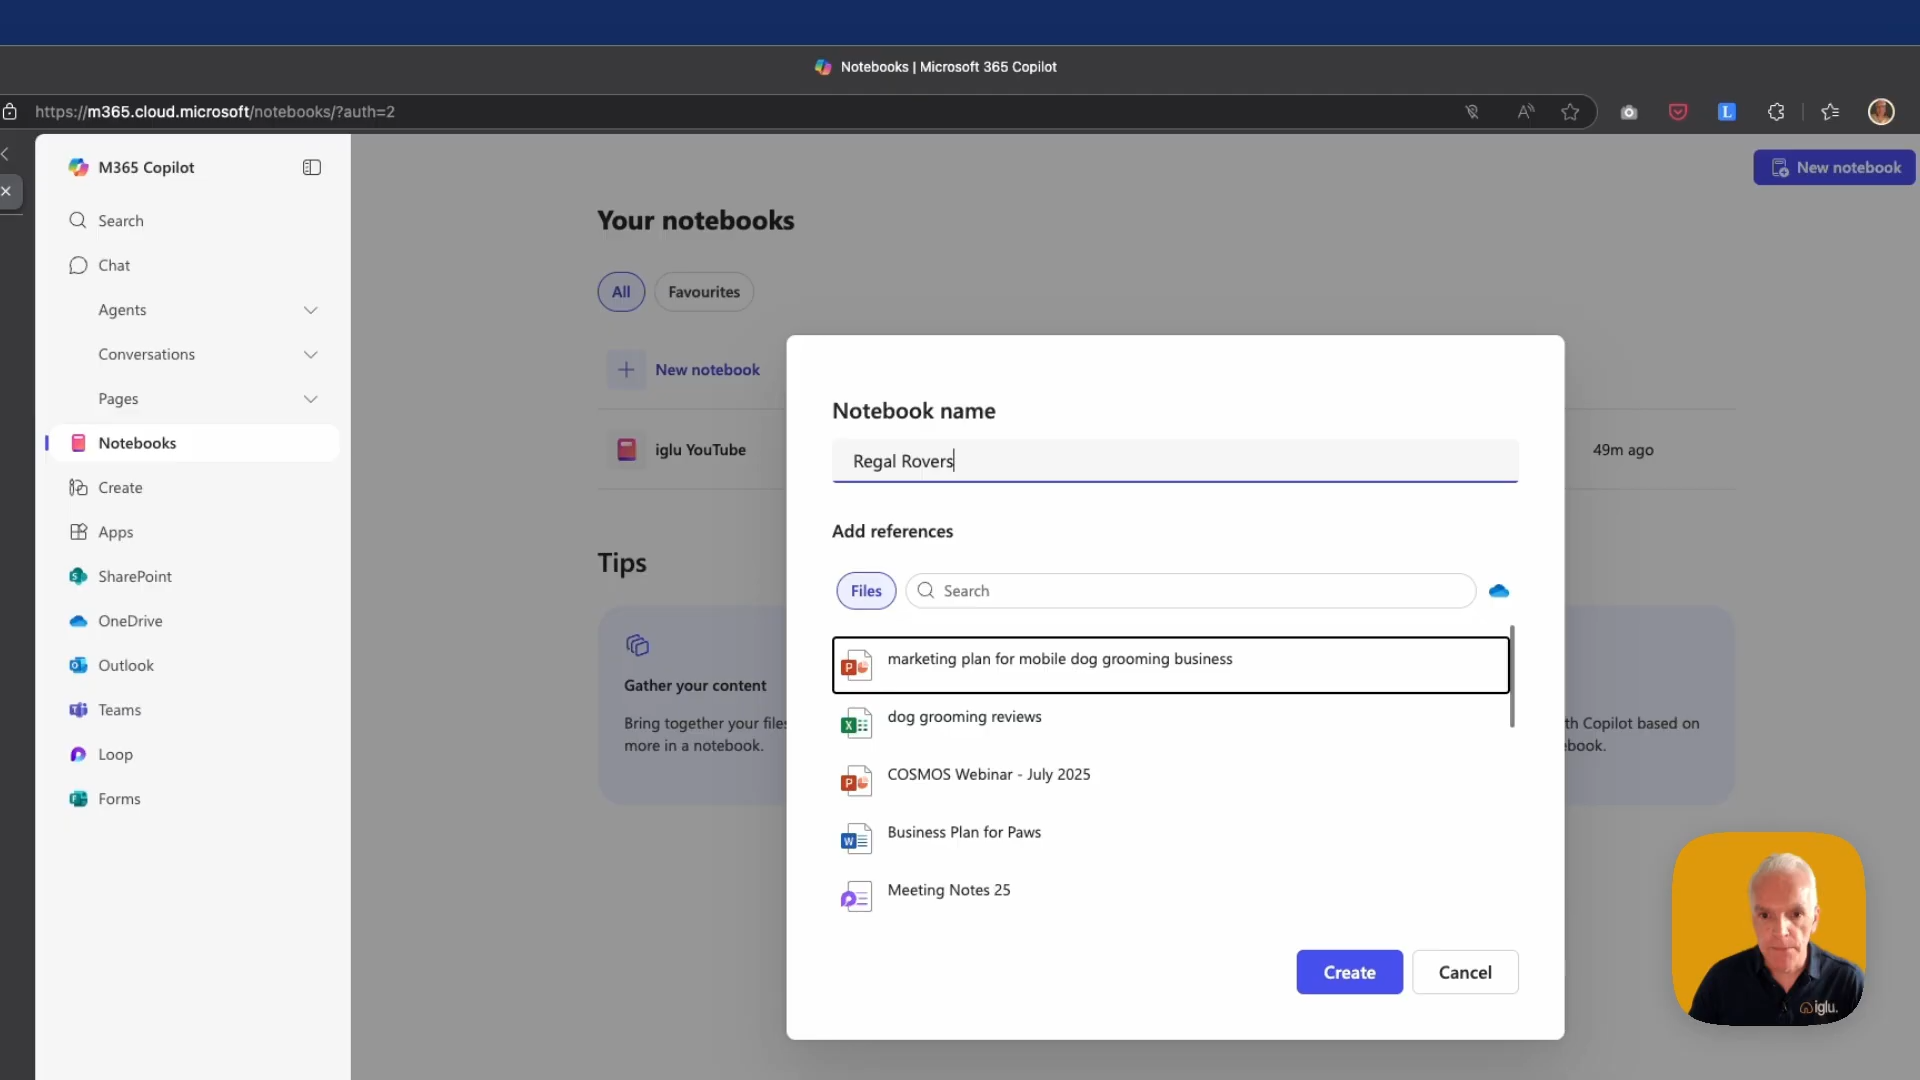 Notebooks | Microsoft 365 Copilot
https://m365.cloud.microsoft/notebooks/?auth=2
M365 Copilot
Search
Chat
Agents
Conversations
Pages
Notebooks
Create
Apps
SharePoint
OneDrive
Outlook
Teams
Loop
Forms
New notebook
Your notebooks
All
Favourites
New notebook
iglu YouTube
49m ago
Tips
Gather your content
Bring together your files
more in a notebook.
th Copilot based on
ebook.
Notebook name
Regal Rovers
Add references
Files
Search
marketing plan for mobile dog grooming business
dog grooming reviews
COSMOS Webinar - July 2025
Business Plan for Paws
Meeting Notes 25
Create
Cancel
iglu.